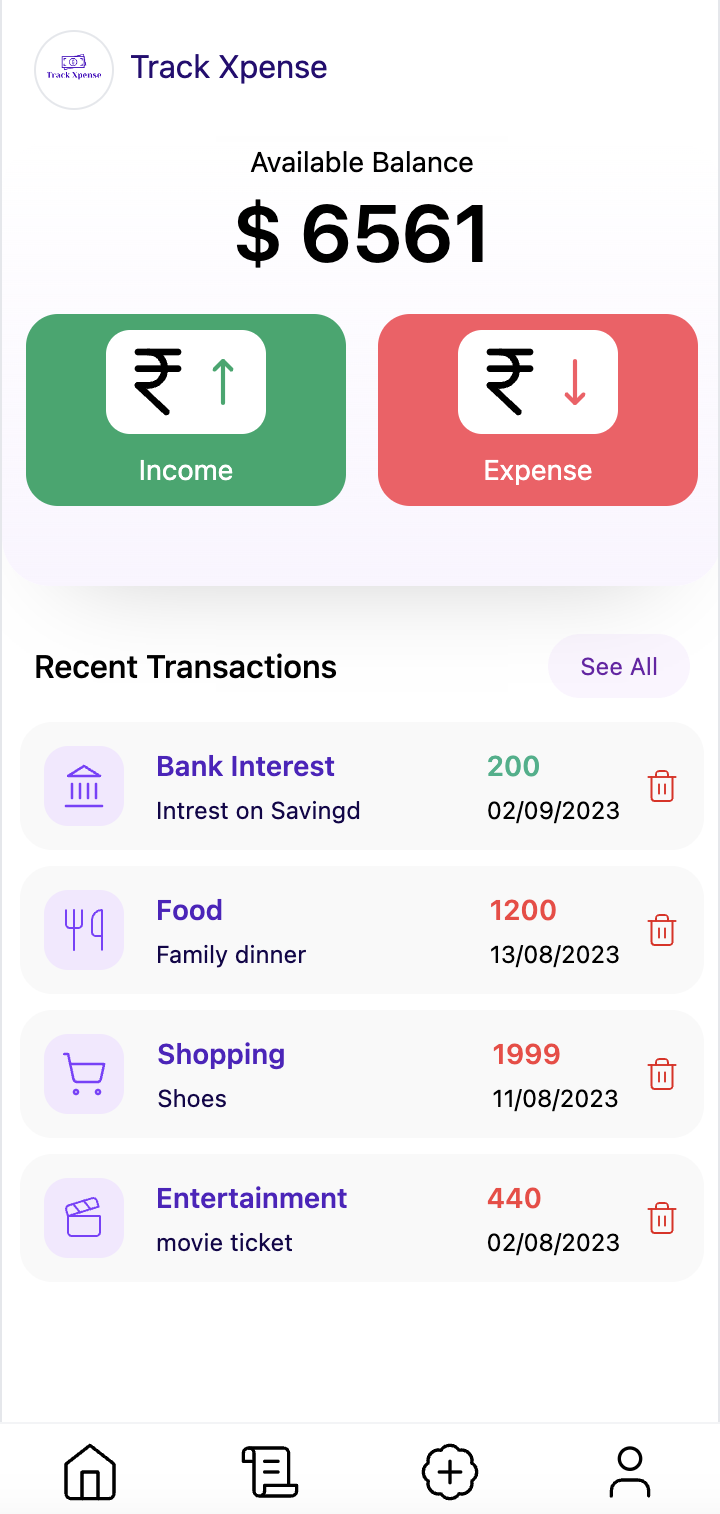 Track Xpense
Track Xpense
Available Balance
$ 6561
₹ ↑
₹ ↓
Income
Expense
Recent Transactions
See All
Bank Interest
200
Intrest on Savingd
02/09/2023
Food
1200
Family dinner
13/08/2023
Shopping
1999
Shoes
11/08/2023
Entertainment
440
movie ticket
02/08/2023